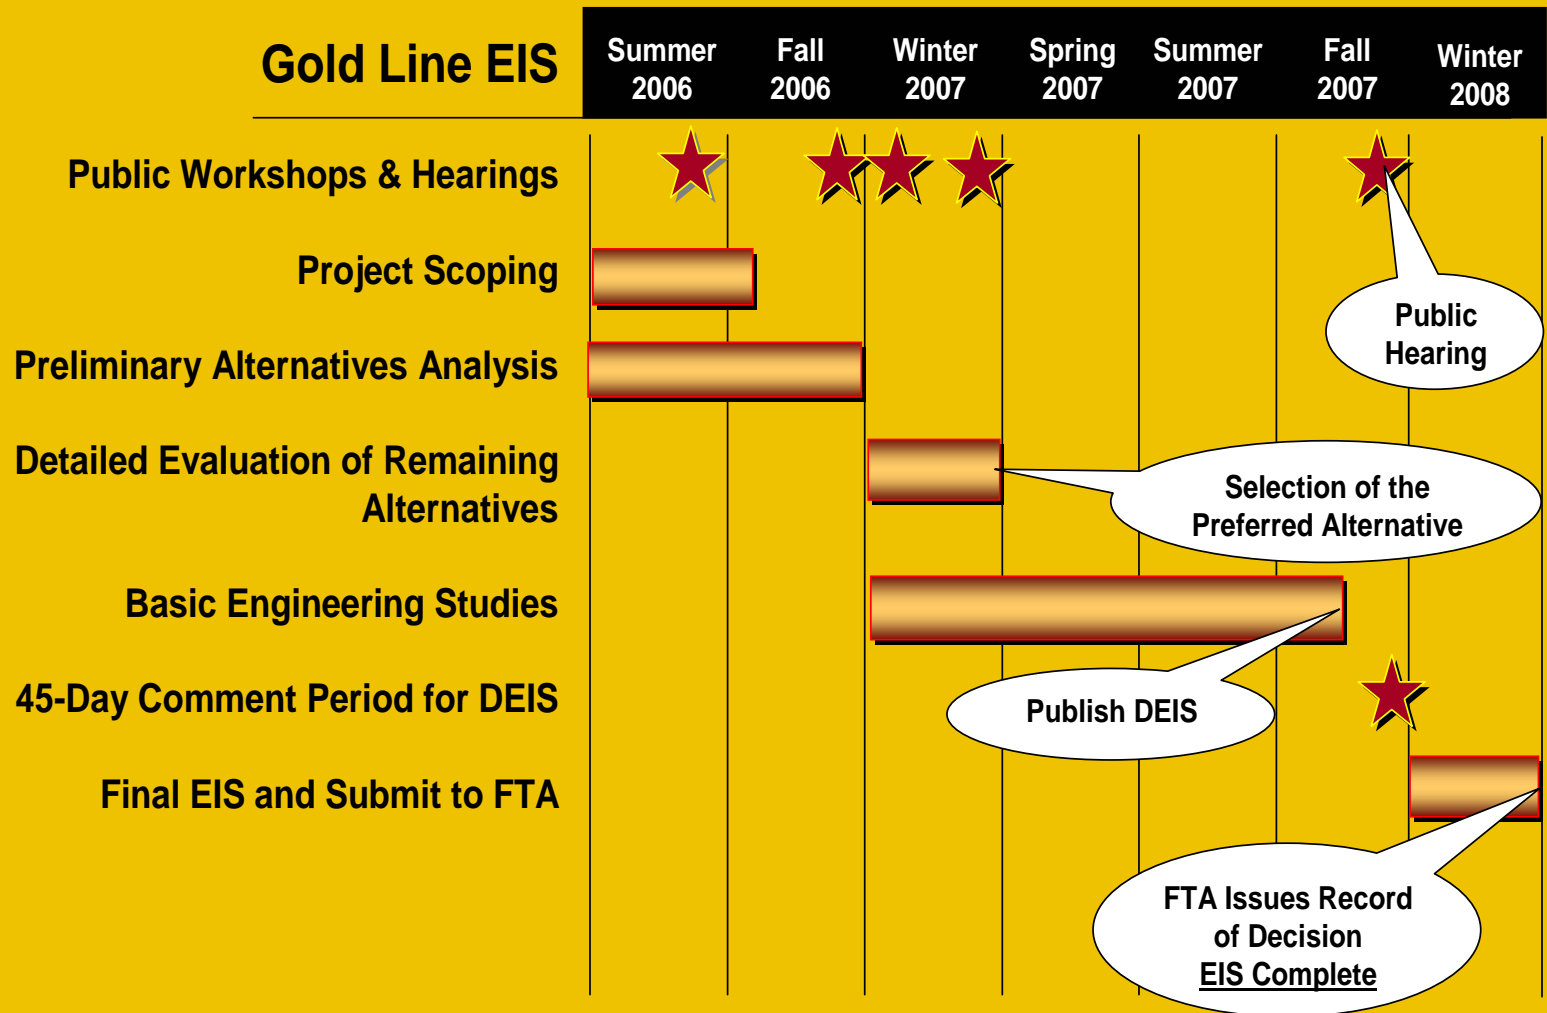 Gold Line EIS
Summer
2006
Fall
2006
Winter
2007
Spring
2007
Summer
2007
Fall
2007
Winter
2008
Public Workshops & Hearings
Project Scoping
Public
Hearing
Preliminary Alternatives Analysis
Detailed Evaluation of Remaining
Alternatives
Selection of the
Preferred Alternative
Basic Engineering Studies
45-Day Comment Period for DEIS
Publish DEIS
Final EIS and Submit to FTA
FTA Issues Record
of Decision
EIS Complete